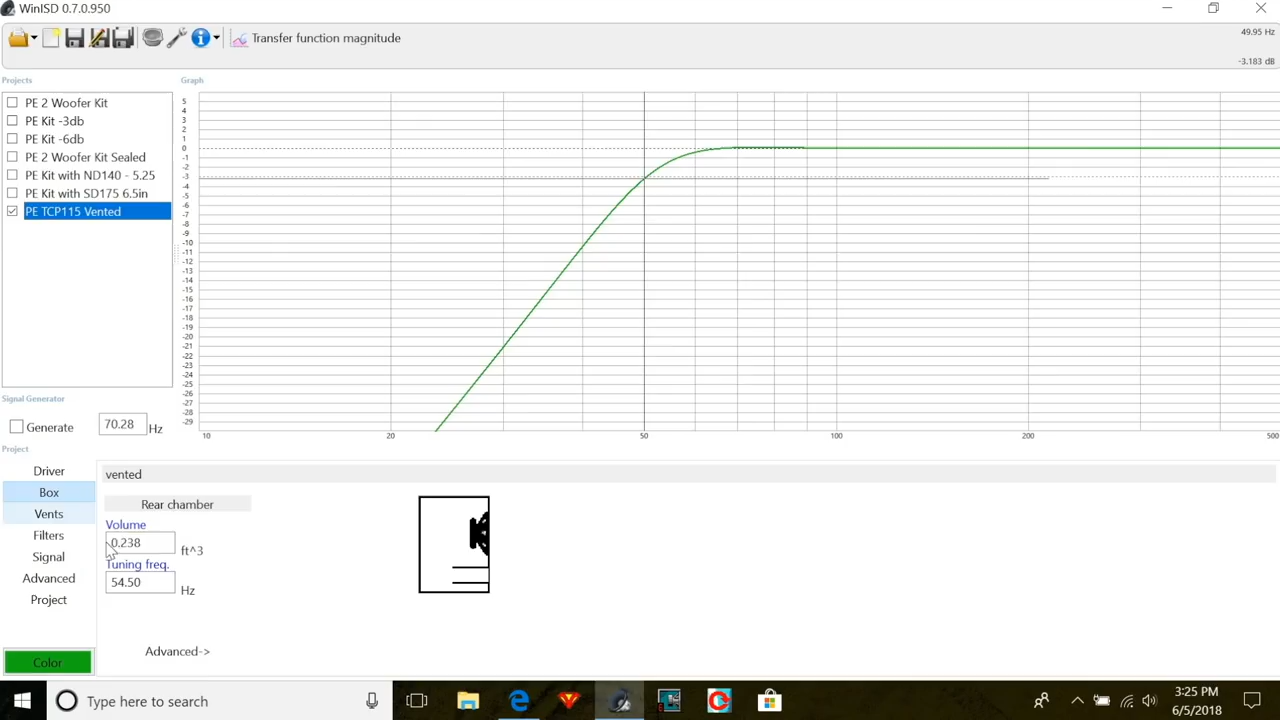 WinISD 0.7.0.950
Transfer function magnitude
49.95 Hz
-3.183 dB
Projects
PE 2 Woofer Kit
PE Kit -3db
PE Kit -6db
PE 2 Woofer Kit Sealed
PE Kit with ND140 - 5.25
PE Kit with SD175 6.5in
PE TCP115 Vented
Graph
5
4
3
2
1
0
-1
-2
-3
-4
-5
-6
-7
-8
-9
-10
-11
-12
-13
-14
-15
-16
-17
-18
-19
-20
-21
-22
-23
-24
-25
-26
-27
-28
-29
10 20 50 100 200 500
Signal Generator
Generate 70.28 Hz
Project
Driver
Box
Vents
Filters
Signal
Advanced
Project
Color
vented
Rear chamber
Volume
0.238 ft^3
Tuning freq.
54.50 Hz
Advanced->
Type here to search
3:25 PM
6/5/2018